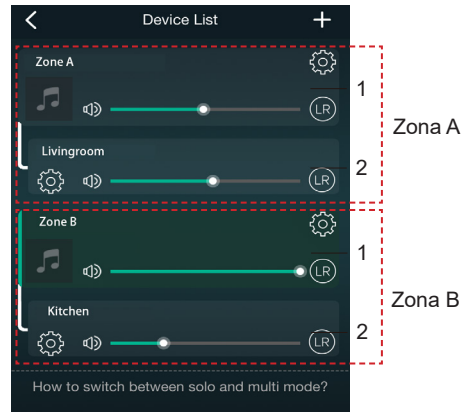 Device List
Zone A
LR
1
Zona A
Livingroom
LR
2
Zone B
LR
1
Zona B
Kitchen
LR
2
How to switch between solo and multi mode?